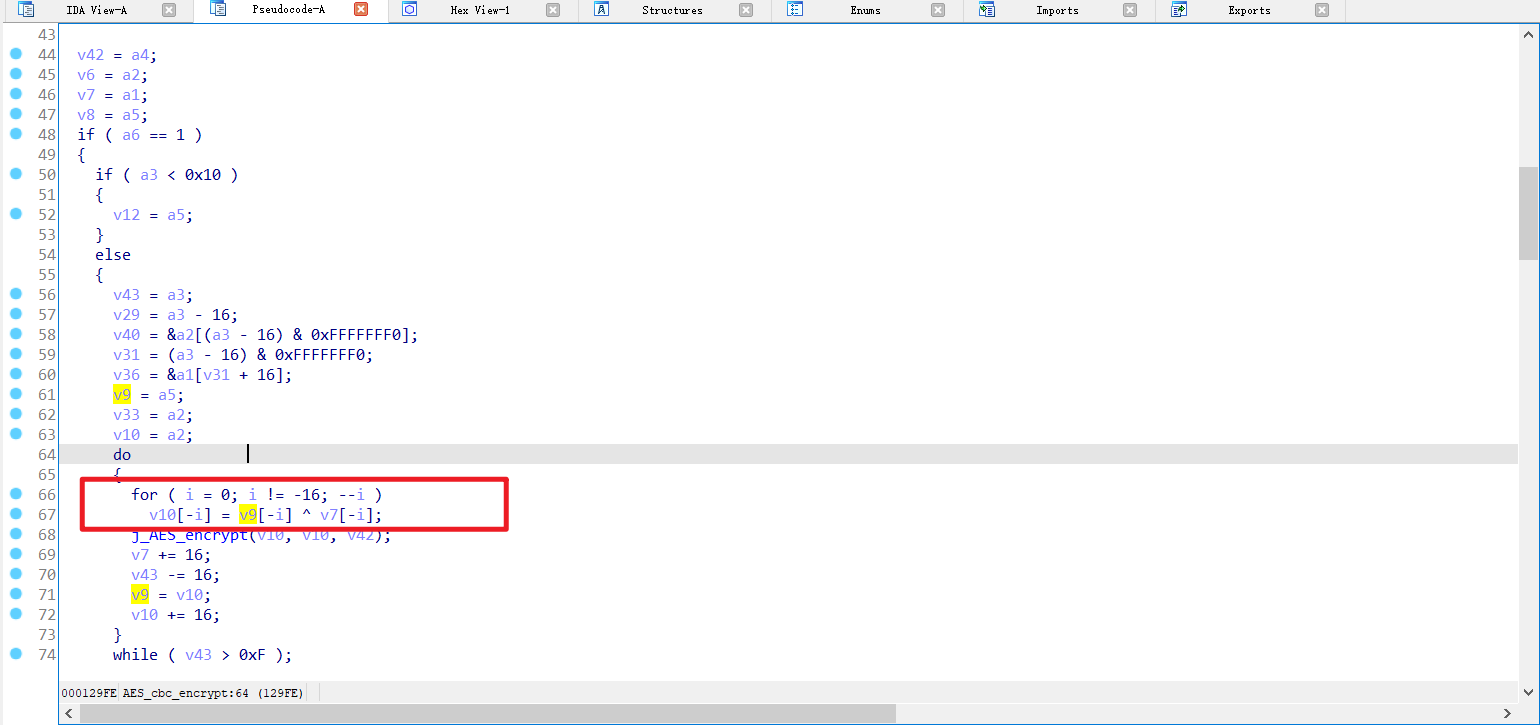 IDA View-A Pseudocode-A Hex View-1 Structures Enums Imports Exports
43
44 v42 = a4;
45 v6 = a2;
46 v7 = a1;
47 v8 = a5;
48 if ( a6 == 1 )
49 {
50 if ( a3 < 0x10 )
51 {
52 v12 = a5;
53 }
54 else
55 {
56 v43 = a3;
57 v29 = a3 - 16;
58 v40 = &a2[(a3 - 16) & 0xFFFFFFF0];
59 v31 = (a3 - 16) & 0xFFFFFFF0;
60 v36 = &a1[v31 + 16];
61 v9 = a5;
62 v33 = a2;
63 v10 = a2;
64 do
65 {
66 for ( i = 0; i != -16; --i )
67 v10[-i] = v9[-i] ^ v7[-i];
68 j_AES_encrypt(v10, v10, v42);
69 v7 += 16;
70 v43 -= 16;
71 v9 = v10;
72 v10 += 16;
73 }
74 while ( v43 > 0xF );
000129FE AES_cbc_encrypt:64 (129FE)